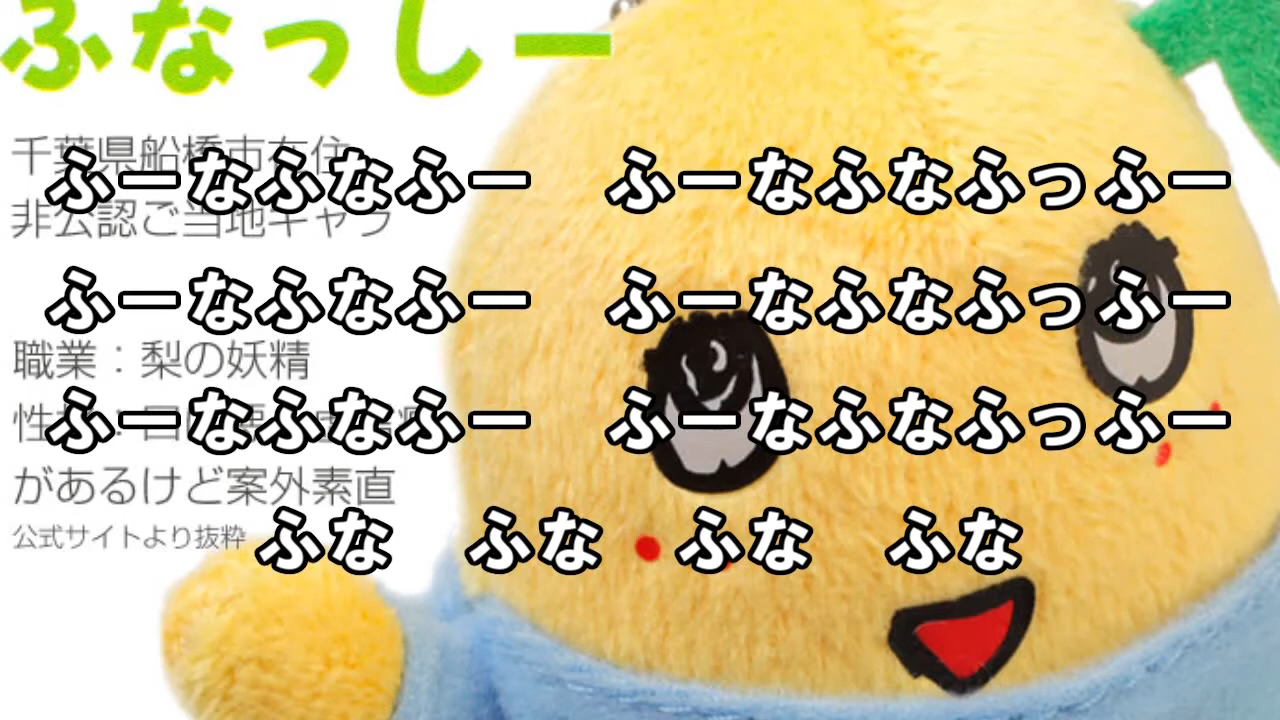 ふなっしー
千葉県船橋市在住
ふーなふなふー　ふーなふなふっふー
非公認ご当地キャラ
ふーなふなふー　ふーなふなふっふー
職業：梨の妖精
ふーなふなふー　ふーなふなふっふー
があるけど案外素直
公式サイトより抜粋
ふな　ふな　ふな　ふな